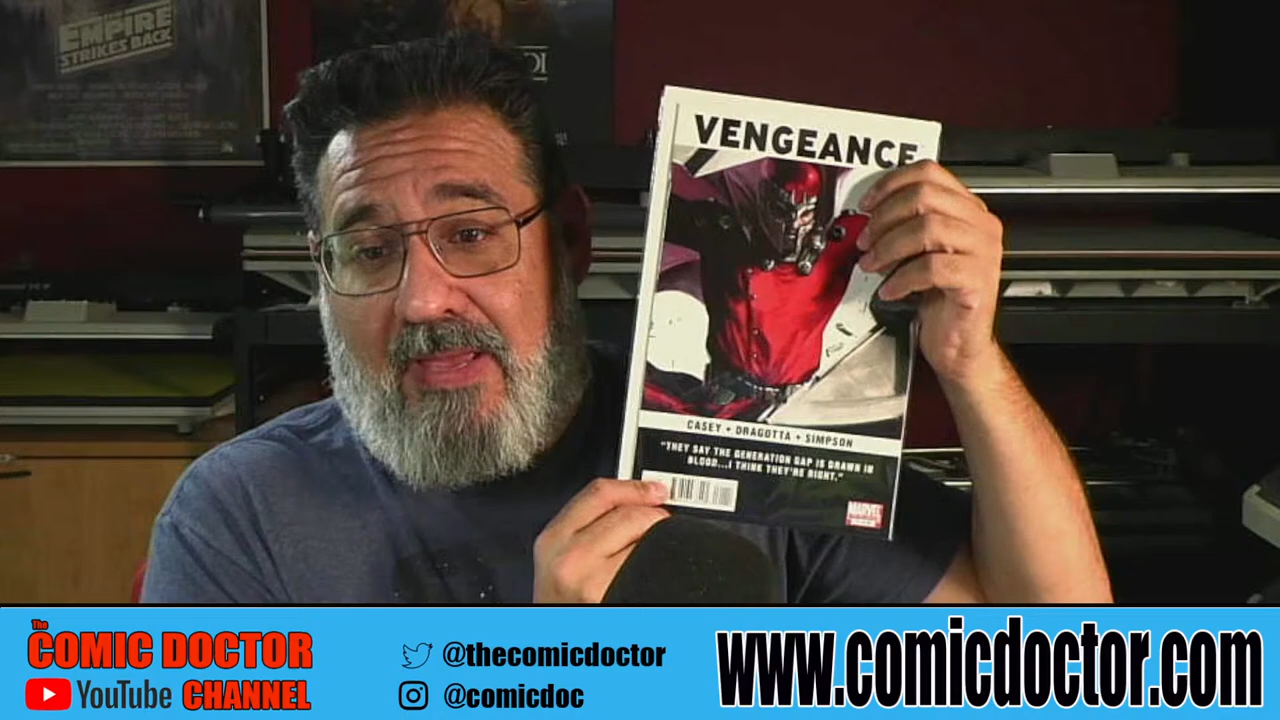 EMPIRE
STRIKES BACK
DI
VENGEANCE
CASEY • DRAGOTTA • SIMPSON
"THEY SAY THE GENERATION GAP IS DRAWN IN
BLOOD...I THINK THEY'RE RIGHT."
MARVEL
The
COMIC DOCTOR
YouTube CHANNEL
@thecomicdoctor
@comicdoc
www.comicdoctor.com